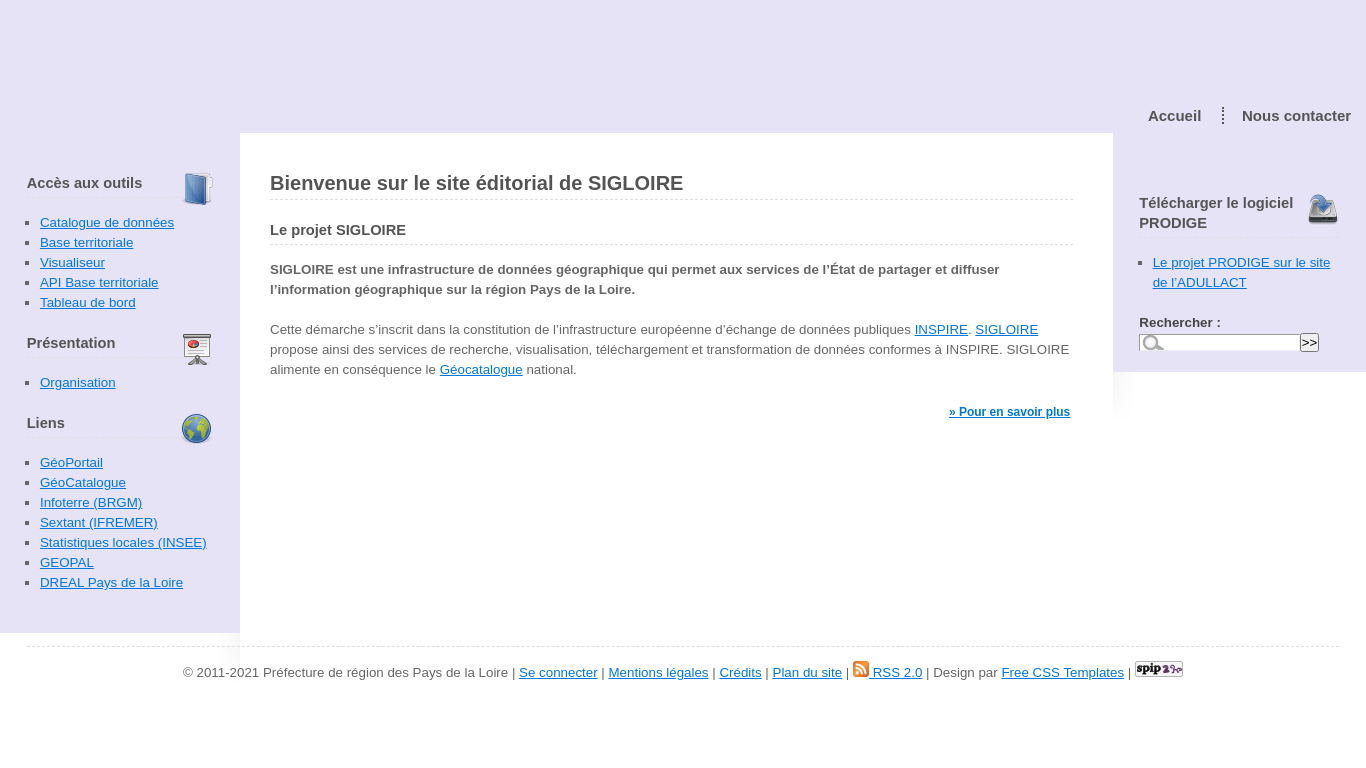 Accueil
Nous contacter
Accès aux outils
Catalogue de données
Base territoriale
Visualiseur
API Base territoriale
Tableau de bord
Présentation
Organisation
Liens
GéoPortail
GéoCatalogue
Infoterre (BRGM)
Sextant (IFREMER)
Statistiques locales (INSEE)
GEOPAL
DREAL Pays de la Loire
Bienvenue sur le site éditorial de SIGLOIRE
Le projet SIGLOIRE
SIGLOIRE est une infrastructure de données géographique qui permet aux services de l’État de partager et diffuser
l’information géographique sur la région Pays de la Loire.
Cette démarche s’inscrit dans la constitution de l’infrastructure européenne d’échange de données publiques INSPIRE. SIGLOIRE
propose ainsi des services de recherche, visualisation, téléchargement et transformation de données conformes à INSPIRE. SIGLOIRE
alimente en conséquence le Géocatalogue national.
» Pour en savoir plus
Télécharger le logiciel
PRODIGE
Le projet PRODIGE sur le site
de l’ADULLACT
Rechercher :
>>
© 2011-2021 Préfecture de région des Pays de la Loire | Se connecter | Mentions légales | Crédits | Plan du site | RSS 2.0 | Design par Free CSS Templates | spip